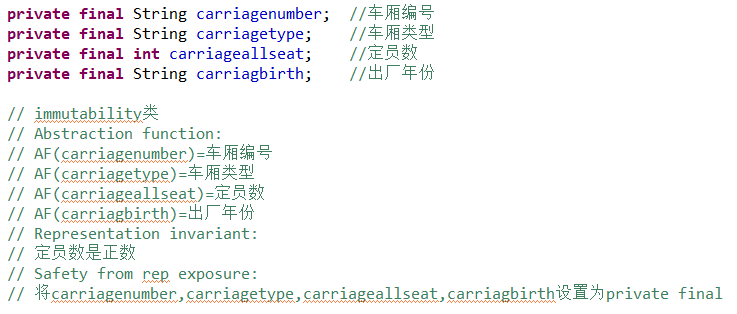 private final String carriagenumber;  //车厢编号
private final String carriagetype;    //车厢类型
private final int carriageallseat;    //定员数
private final String carriagbirth;    //出厂年份
// immutability类
// Abstraction function:
// AF(carriagenumber)=车厢编号
// AF(carriagetype)=车厢类型
// AF(carriageallseat)=定员数
// AF(carriagbirth)=出厂年份
// Representation invariant:
// 定员数是正数
// Safety from rep exposure:
// 将carriagenumber,carriagetype,carriageallseat,carriagbirth设置为private final